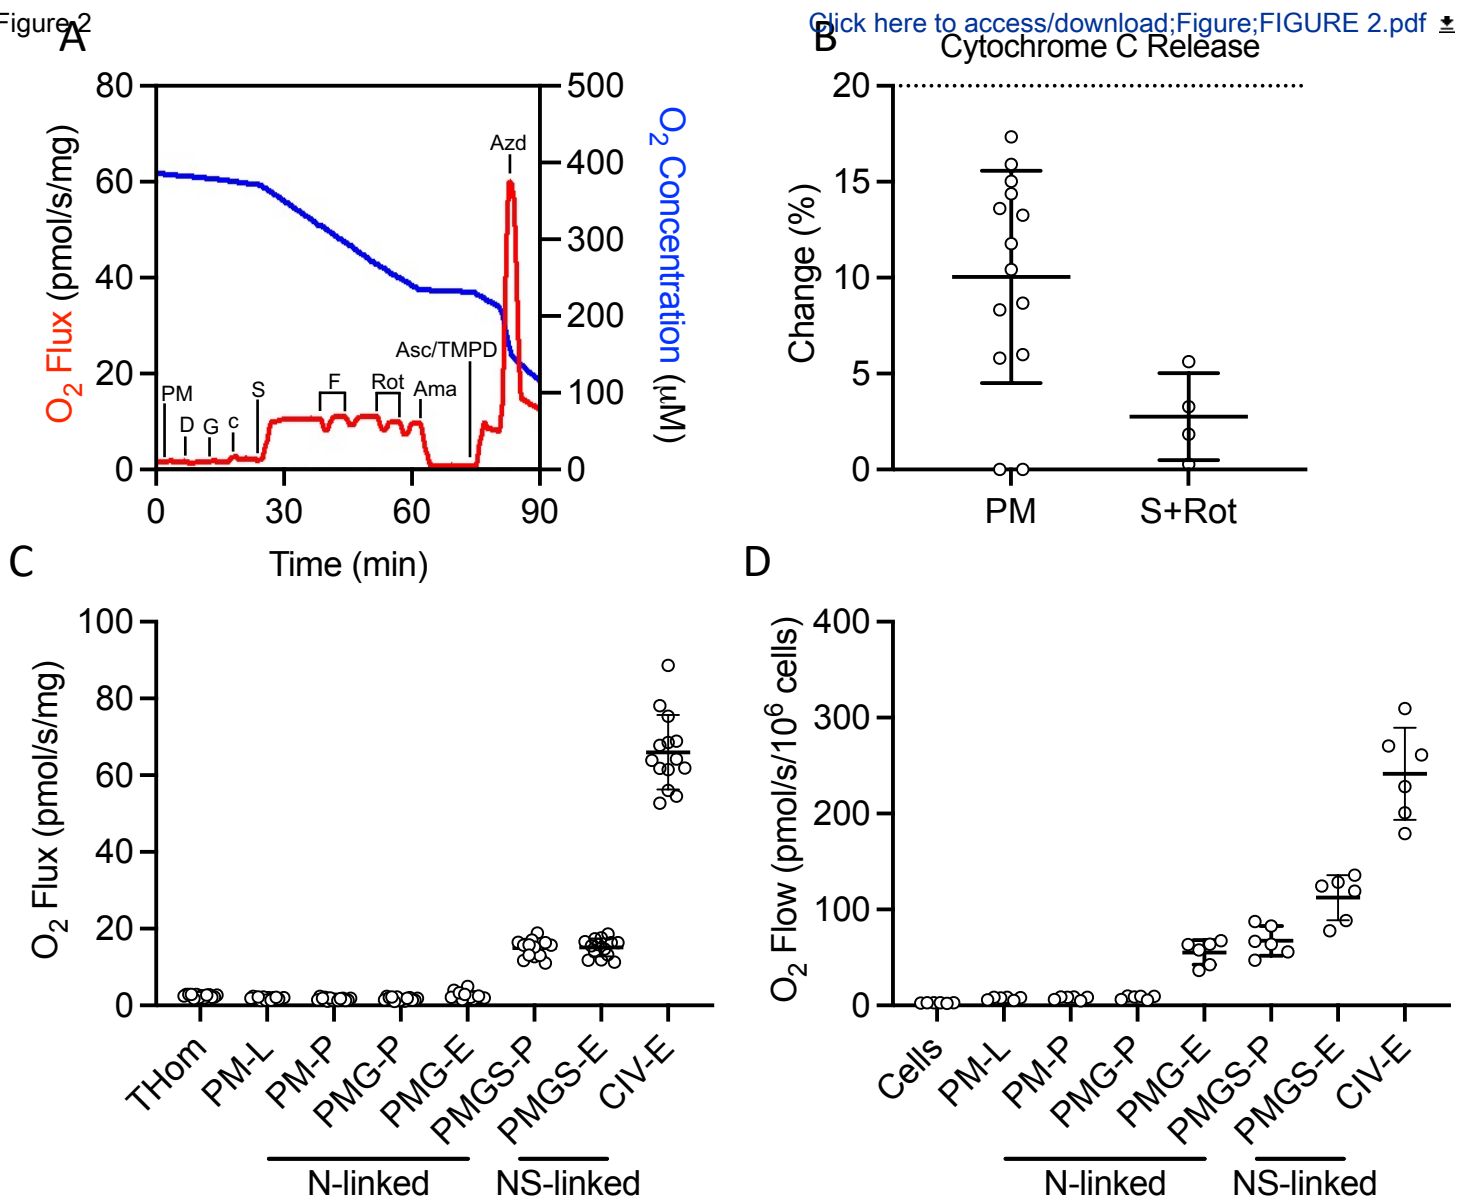 Figure 2
Click here to access/download;Figure;FIGURE 2.pdf
A
80
60
40
20
0
O2 Flux (pmol/s/mg)
500
400
300
200
100
0
O2 Concentration (μM)
PM
D
G
c
S
F
Rot
Ama
Asc/TMPD
Azd
0
30
60
90
Time (min)
B
Cytochrome C Release
20
15
10
5
0
Change (%)
PM
S+Rot
C
100
80
60
40
20
0
O2 Flux (pmol/s/mg)
THom
PM-L
PM-P
PMG-P
PMG-E
PMGS-P
PMGS-E
CIV-E
N-linked
NS-linked
D
400
300
200
100
0
O2 Flow (pmol/s/10⁶ cells)
Cells
PM-L
PM-P
PMG-P
PMG-E
PMGS-P
PMGS-E
CIV-E
N-linked
NS-linked